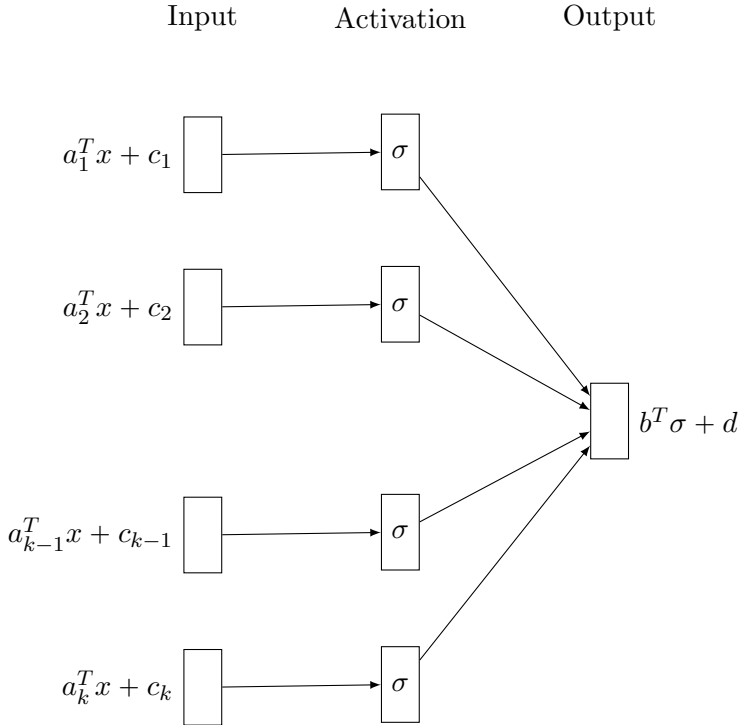 Input Activation Output
a_1^T x + c_1 σ
a_2^T x + c_2 σ
b^T σ + d
a_{k-1}^T x + c_{k-1} σ
a_k^T x + c_k σ